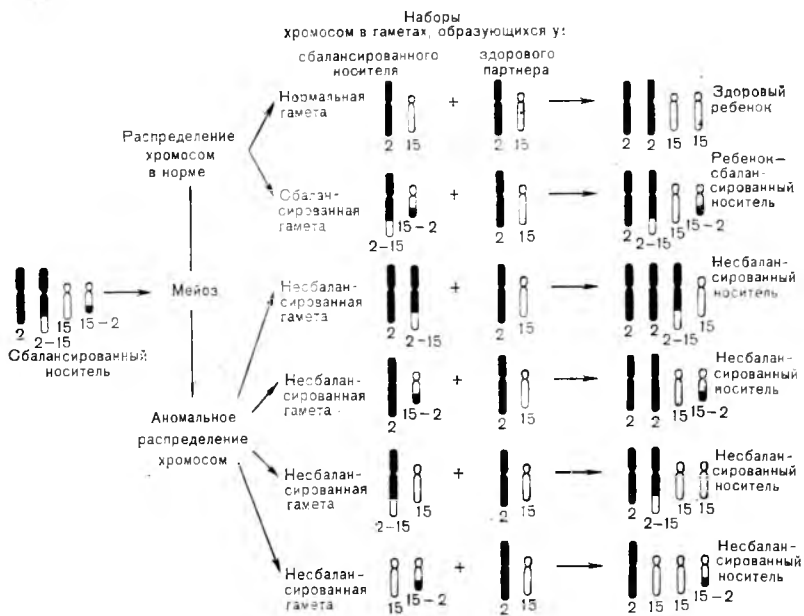 Наборы
хромосом в гаметах, образующихся у:
сбалансированного
носителя
здорового
партнера
Нормальная
гамета
+
2 15
2 15
2 2 15 15
Здоровый
ребенок
Распределение
хромосом
в норме
Сбалан-
сированная
гамета
+
2-15
15-2
2 15
2
2-15
15
15-2
Ребенок—
сбалан-
сированный
носитель
2
2-15
15
15-2
Сбалансированный
носитель
Мейоз
Несбалан-
сированная
гамета
+
2
2-15
2 15
2 2
2-15
15
Несбалан-
сированный
носитель
Аномальное
распределение
хромосом
Несбалан-
сированная
гамета
+
2
15-2
2 15
2 2 15
15-2
Несбалан-
сированный
носитель
Несбалан-
сированная
гамета
+
2-15
15
2 15
2
2-15
15 15
Несбалан-
сированный
носитель
Несбалан-
сированная
гамета
+
15
15-2
2 15
2 15 15
15-2
Несбалан-
сированный
носитель